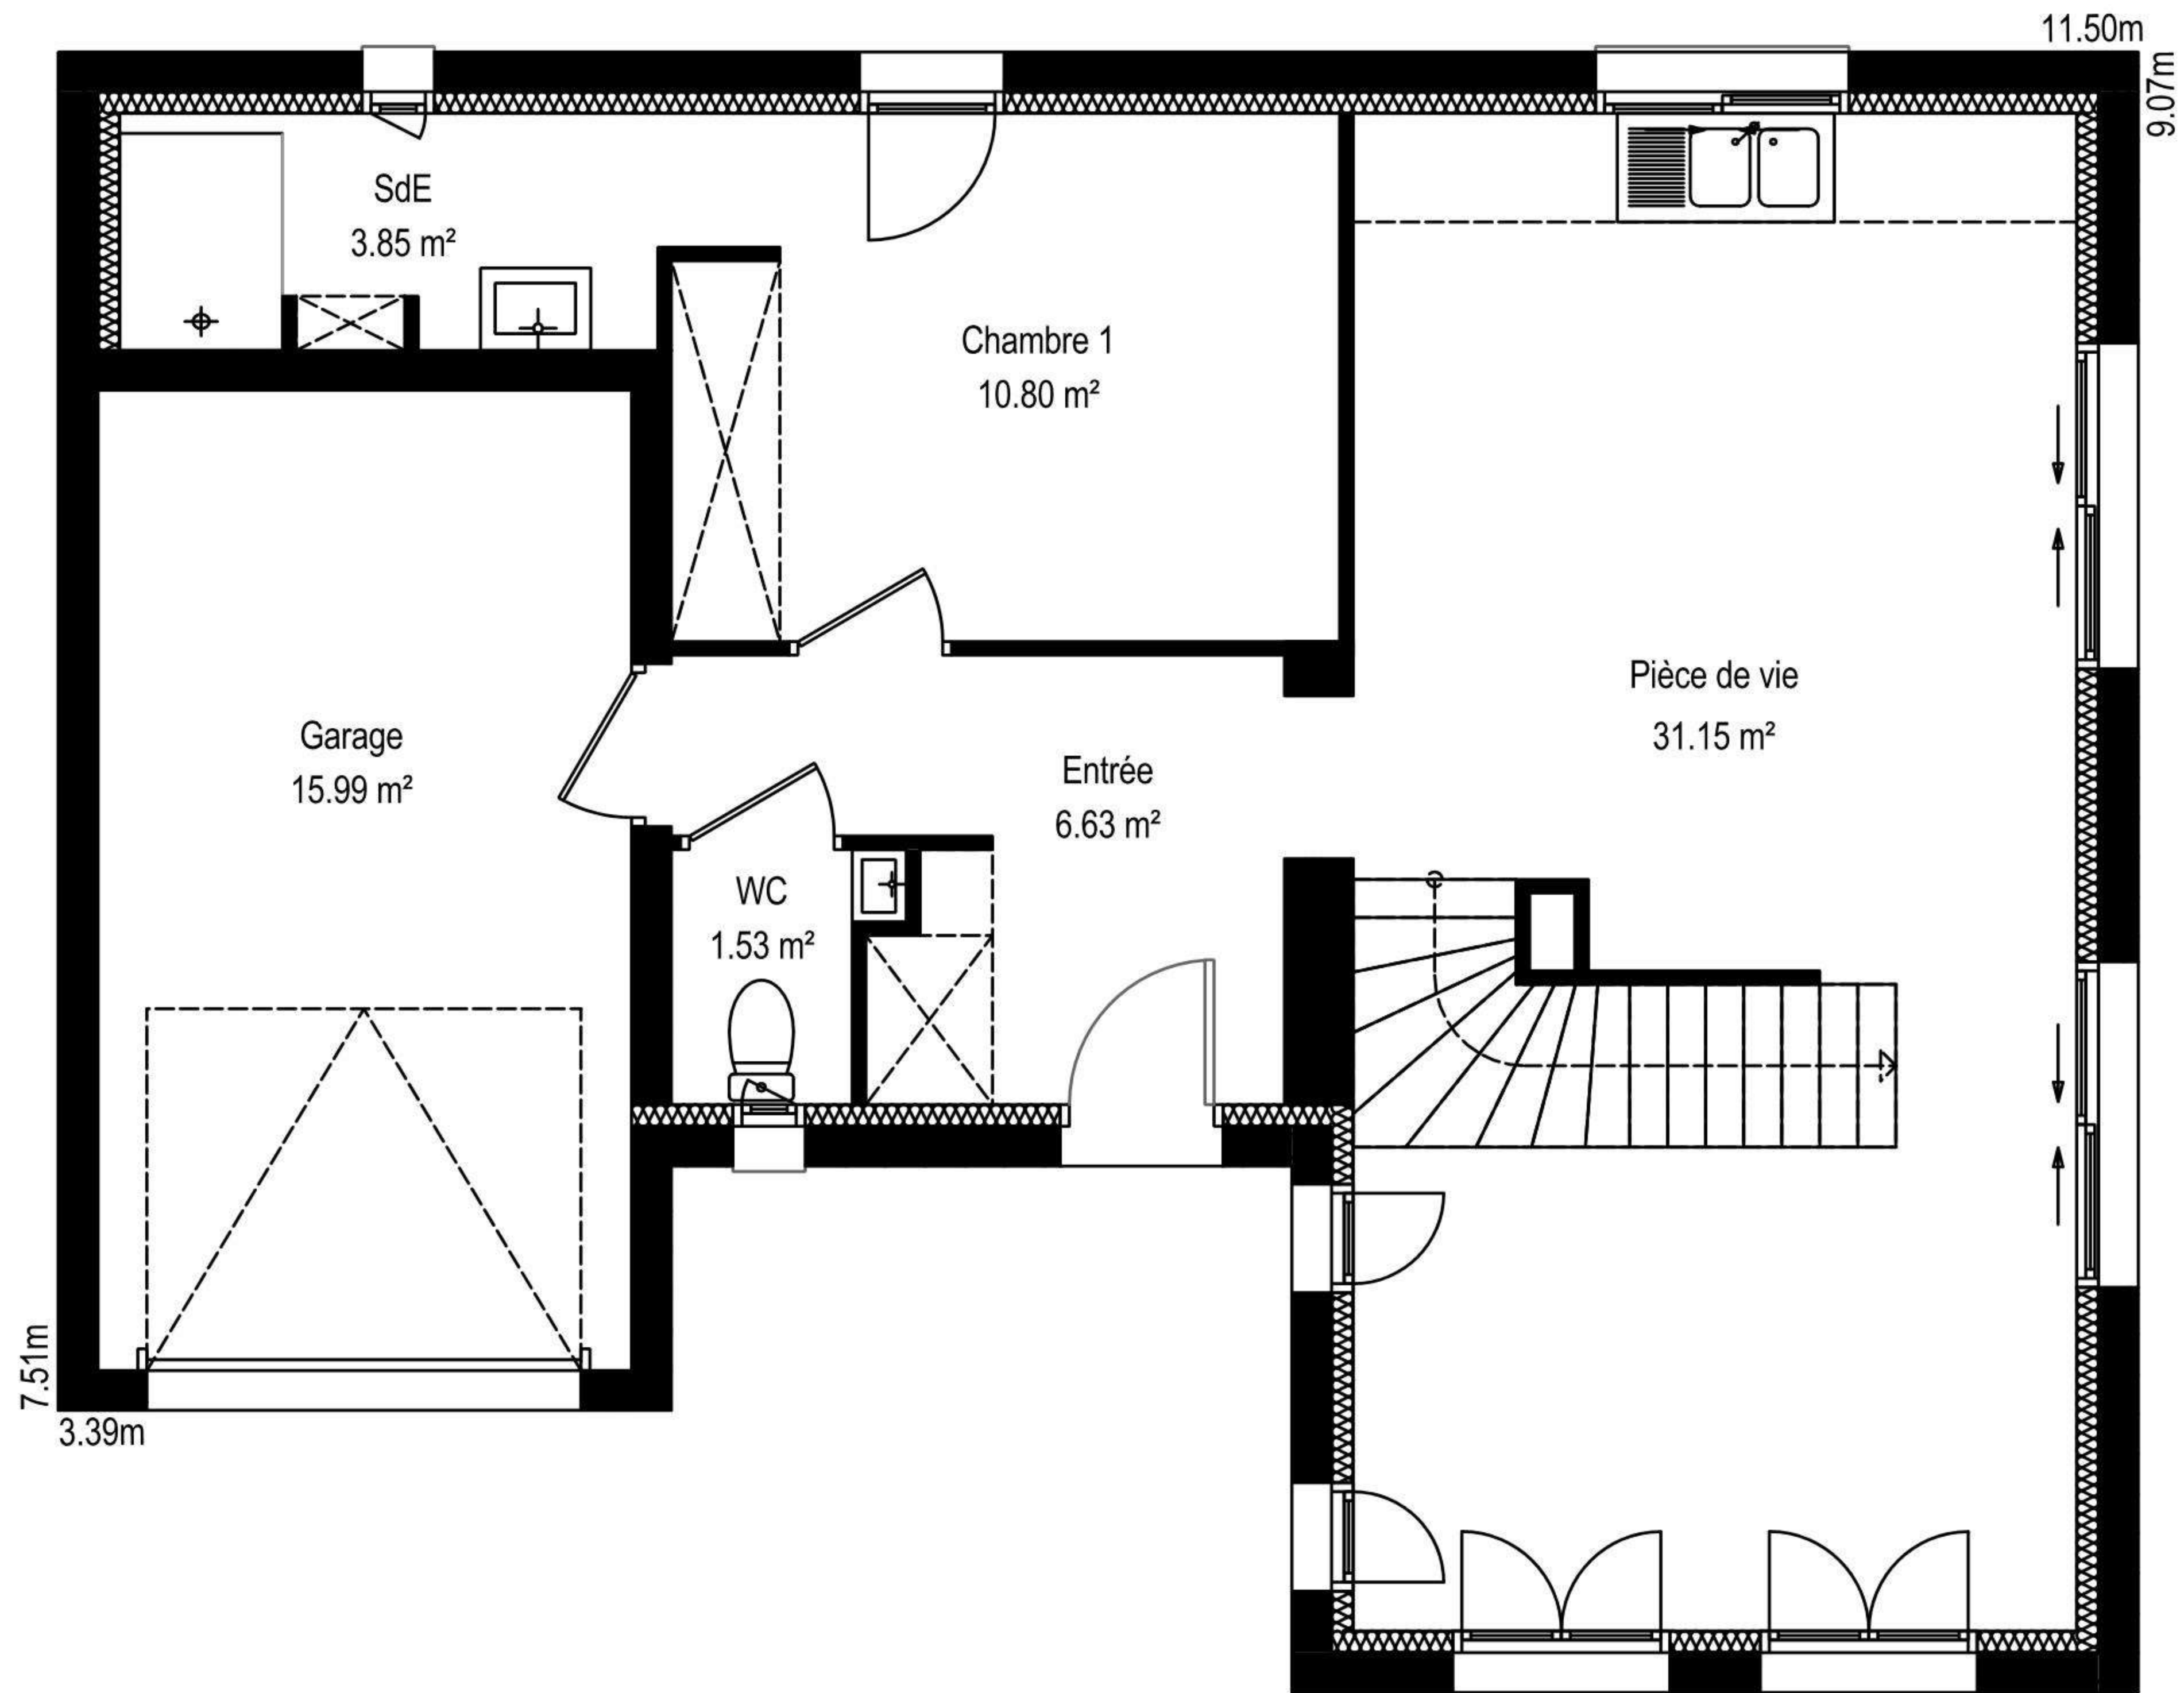 11.50m
9.07m
SdE
3.85 m²
Chambre 1
10.80 m²
Pièce de vie
31.15 m²
Garage
15.99 m²
Entrée
6.63 m²
WC
1.53 m²
7.51m
3.39m